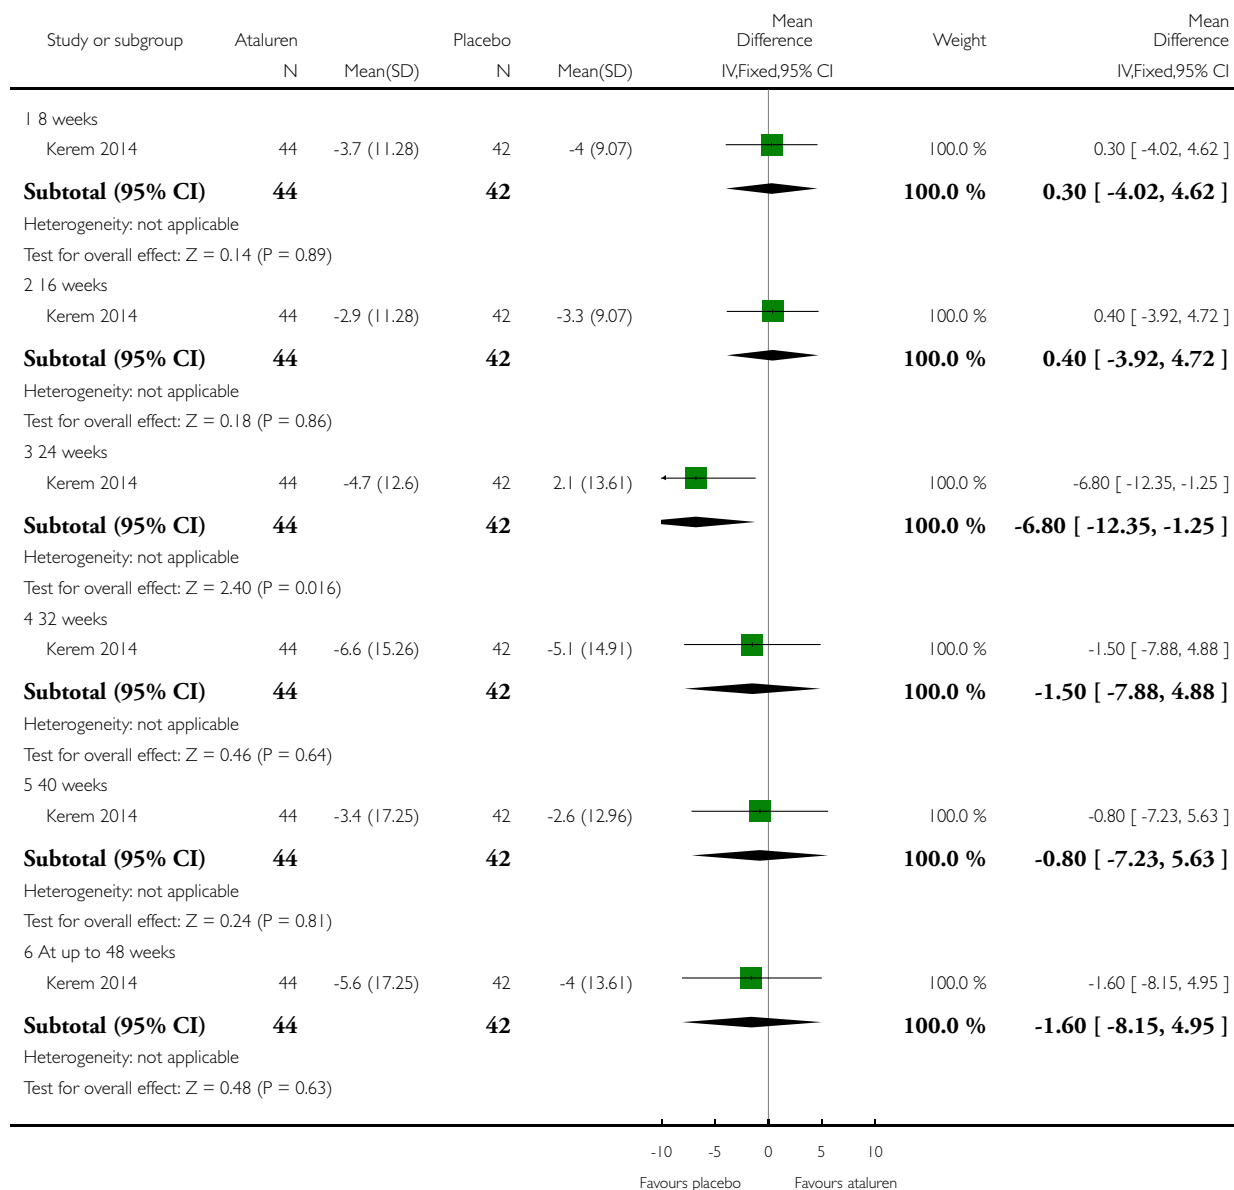 Study or subgroup Ataluren Placebo Mean Difference Weight Mean Difference
N Mean(SD) N Mean(SD) IV,Fixed,95% CI IV,Fixed,95% CI
1 8 weeks
Kerem 2014 44 -3.7 (11.28) 42 -4 (9.07) 100.0 % 0.30 [ -4.02, 4.62 ]
Subtotal (95% CI) 44 42 100.0 % 0.30 [ -4.02, 4.62 ]
Heterogeneity: not applicable
Test for overall effect: Z = 0.14 (P = 0.89)
2 16 weeks
Kerem 2014 44 -2.9 (11.28) 42 -3.3 (9.07) 100.0 % 0.40 [ -3.92, 4.72 ]
Subtotal (95% CI) 44 42 100.0 % 0.40 [ -3.92, 4.72 ]
Heterogeneity: not applicable
Test for overall effect: Z = 0.18 (P = 0.86)
3 24 weeks
Kerem 2014 44 -4.7 (12.6) 42 2.1 (13.61) 100.0 % -6.80 [ -12.35, -1.25 ]
Subtotal (95% CI) 44 42 100.0 % -6.80 [ -12.35, -1.25 ]
Heterogeneity: not applicable
Test for overall effect: Z = 2.40 (P = 0.016)
4 32 weeks
Kerem 2014 44 -6.6 (15.26) 42 -5.1 (14.91) 100.0 % -1.50 [ -7.88, 4.88 ]
Subtotal (95% CI) 44 42 100.0 % -1.50 [ -7.88, 4.88 ]
Heterogeneity: not applicable
Test for overall effect: Z = 0.46 (P = 0.64)
5 40 weeks
Kerem 2014 44 -3.4 (17.25) 42 -2.6 (12.96) 100.0 % -0.80 [ -7.23, 5.63 ]
Subtotal (95% CI) 44 42 100.0 % -0.80 [ -7.23, 5.63 ]
Heterogeneity: not applicable
Test for overall effect: Z = 0.24 (P = 0.81)
6 At up to 48 weeks
Kerem 2014 44 -5.6 (17.25) 42 -4 (13.61) 100.0 % -1.60 [ -8.15, 4.95 ]
Subtotal (95% CI) 44 42 100.0 % -1.60 [ -8.15, 4.95 ]
Heterogeneity: not applicable
Test for overall effect: Z = 0.48 (P = 0.63)
-10 -5 0 5 10
Favours placebo Favours ataluren